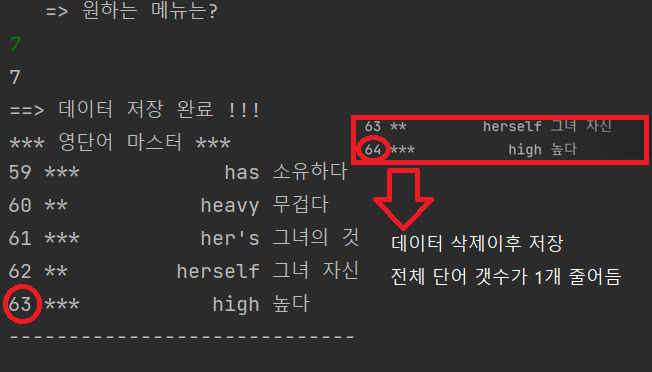 => 원하는 메뉴는?
7
7
==> 데이터 저장 완료 !!!
*** 영단어 마스터 ***
59 *** has 소유하다
60 ** heavy 무겁다
61 *** her's 그녀의 것
62 ** herself 그녀 자신
63 *** high 높다
------------------------------
63 ** herself 그녀 자신
64 *** high 높다
데이터 삭제이후 저장
전체 단어 갯수가 1개 줄어듬